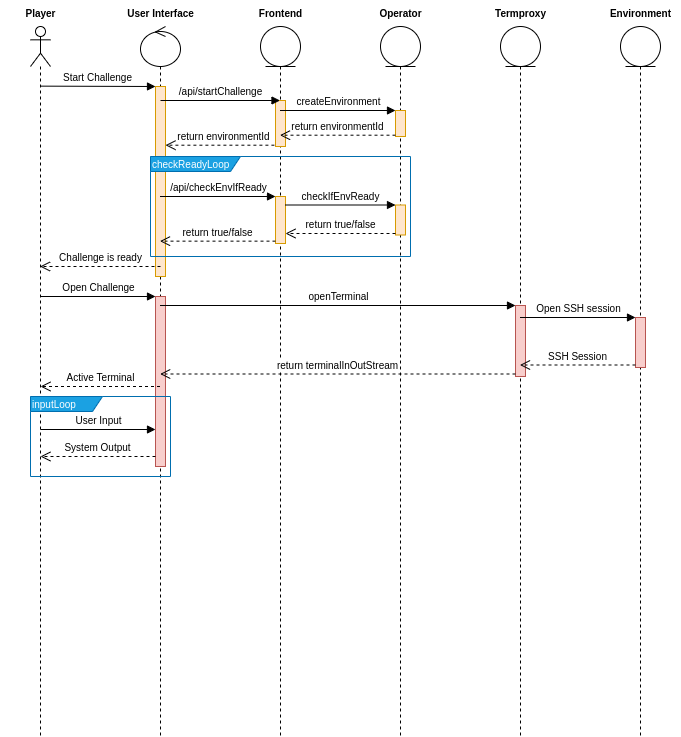 Player
User Interface
Frontend
Operator
Termproxy
Environment
Start Challenge
/api/startChallenge
createEnvironment
return environmentId
return environmentId
checkReadyLoop
/api/checkEnvIfReady
checkIfEnvReady
return true/false
return true/false
Challenge is ready
Open Challenge
openTerminal
Open SSH session
SSH Session
return terminalInOutStream
Active Terminal
inputLoop
User Input
System Output